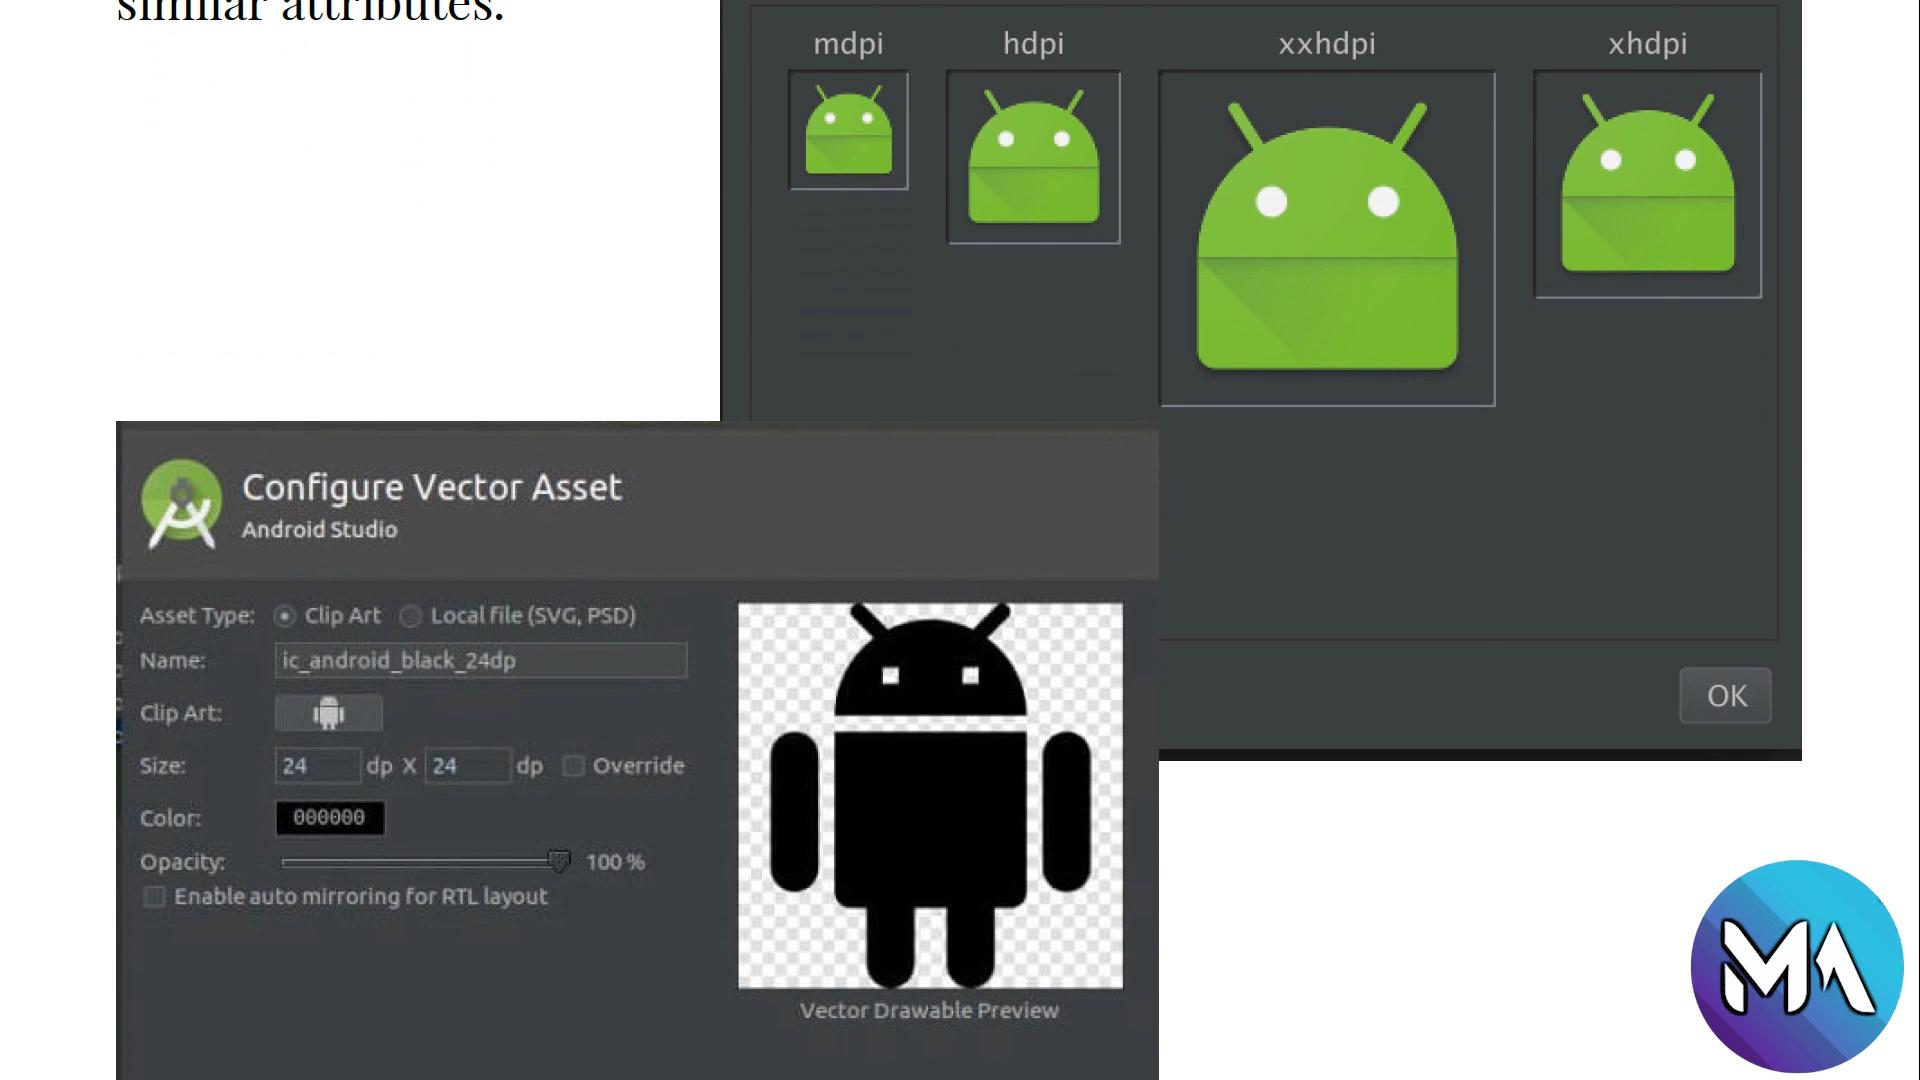 similar attributes.
mdpi hdpi xxhdpi xhdpi
OK
Configure Vector Asset
Android Studio
Asset Type: Clip Art Local file (SVG, PSD)
Name: ic_android_black_24dp
Clip Art:
Size: 24 dp X 24 dp Override
Color: 000000
Opacity: 100 %
Enable auto mirroring for RTL layout
Vector Drawable Preview
MA